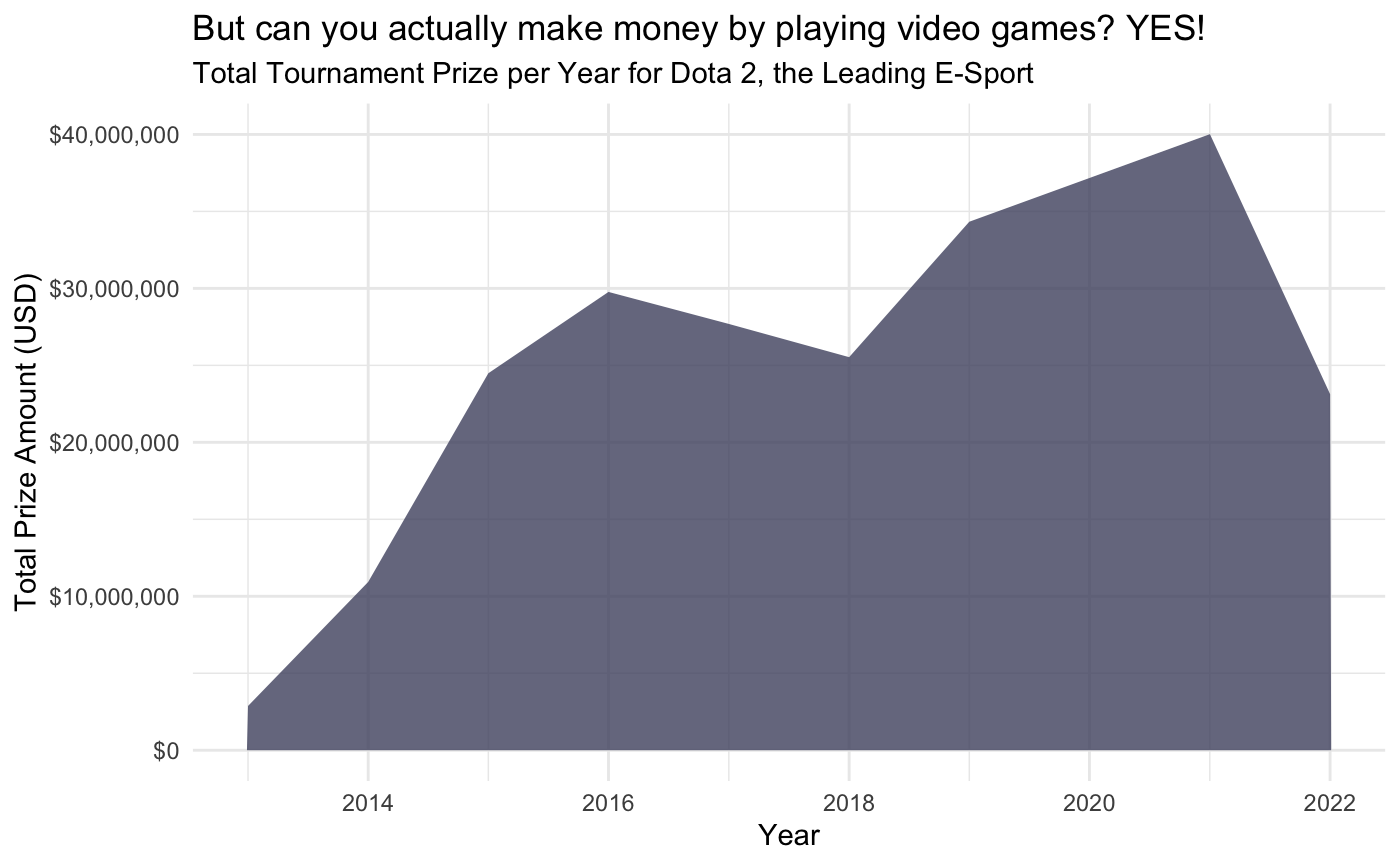 But can you actually make money by playing video games? YES!
Total Tournament Prize per Year for Dota 2, the Leading E-Sport
Total Prize Amount (USD)
$40,000,000
$30,000,000
$20,000,000
$10,000,000
$0
2014 2016 2018 2020 2022
Year